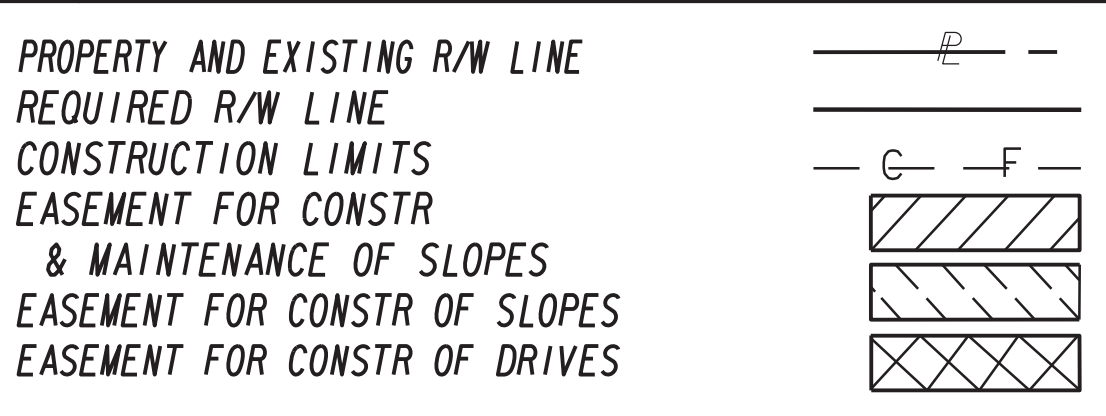 PROPERTY AND EXISTING R/W LINE ⅊
REQUIRED R/W LINE
CONSTRUCTION LIMITS C F
EASEMENT FOR CONSTR
& MAINTENANCE OF SLOPES
EASEMENT FOR CONSTR OF SLOPES
EASEMENT FOR CONSTR OF DRIVES